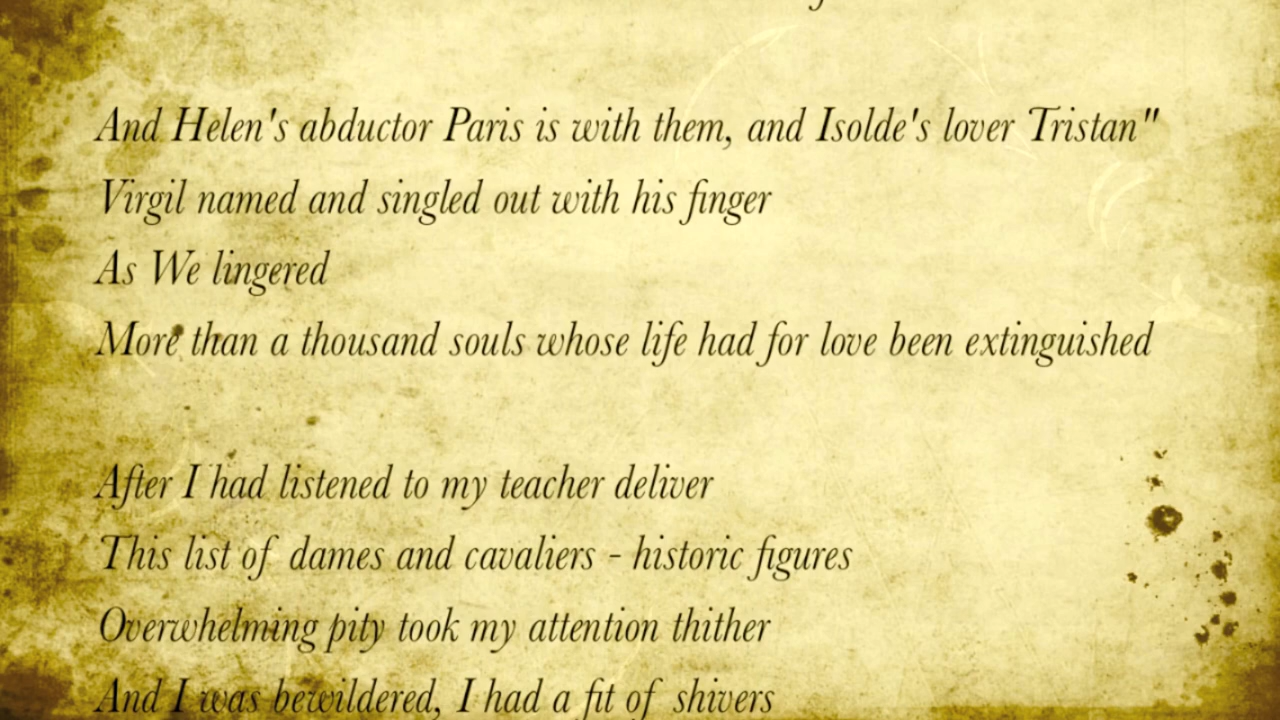 And Helen's abductor Paris is with them, and Isolde's lover Tristan"
Virgil named and singled out with his finger
As We lingered
More than a thousand souls whose life had for love been extinguished
After I had listened to my teacher deliver
This list of dames and cavaliers - historic figures
Overwhelming pity took my attention thither
And I was bewildered, I had a fit of shivers